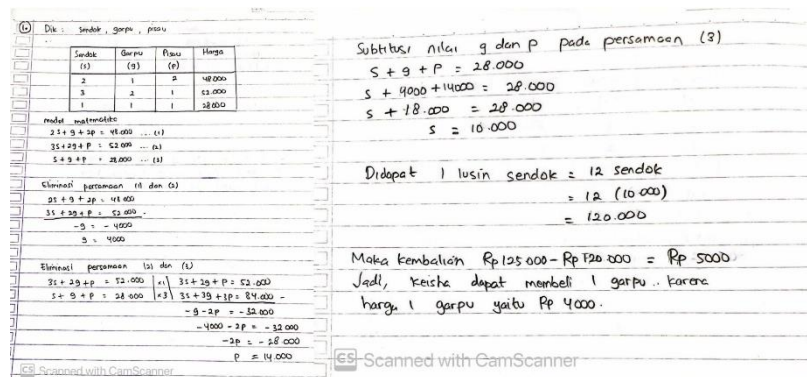 10. Dik : Sendok, garpu, pisau
Sendok (s) Garpu (g) Pisau (p) Harga
2 1 2 48.000
3 2 1 52.000
1 1 1 28.000
model matematika
2s + g + 2p = 48.000 ... (1)
3s + 2g + p = 52.000 ... (2)
s + g + p = 28.000 ... (3)
Eliminasi persamaan (1) dan (2)
2s + g + 2p = 48.000
3s + 2g + p = 52.000 -
-g = -4000
g = 4000
Eliminasi persamaan (2) dan (3)
3s + 2g + p = 52.000 | x1 | 3s + 2g + p = 52.000
s + g + p = 28.000 | x3 | 3s + 3g + 3p = 84.000 -
-g - 2p = -32.000
-4000 - 2p = -32.000
-2p = -28.000
p = 14.000
CS Scanned with CamScanner
Subtitusi nilai g dan p pada persamaan (3)
s + g + p = 28.000
s + 4000 + 14000 = 28.000
s + 18.000 = 28.000
s = 10.000
Didapat 1 lusin sendok = 12 sendok
= 12 (10.000)
= 120.000
Maka kembalian Rp 125.000 - Rp 120.000 = Rp 5000
Jadi, Keisha dapat membeli 1 garpu.. karena
harga 1 garpu yaitu Rp 4000.
CS Scanned with CamScanner